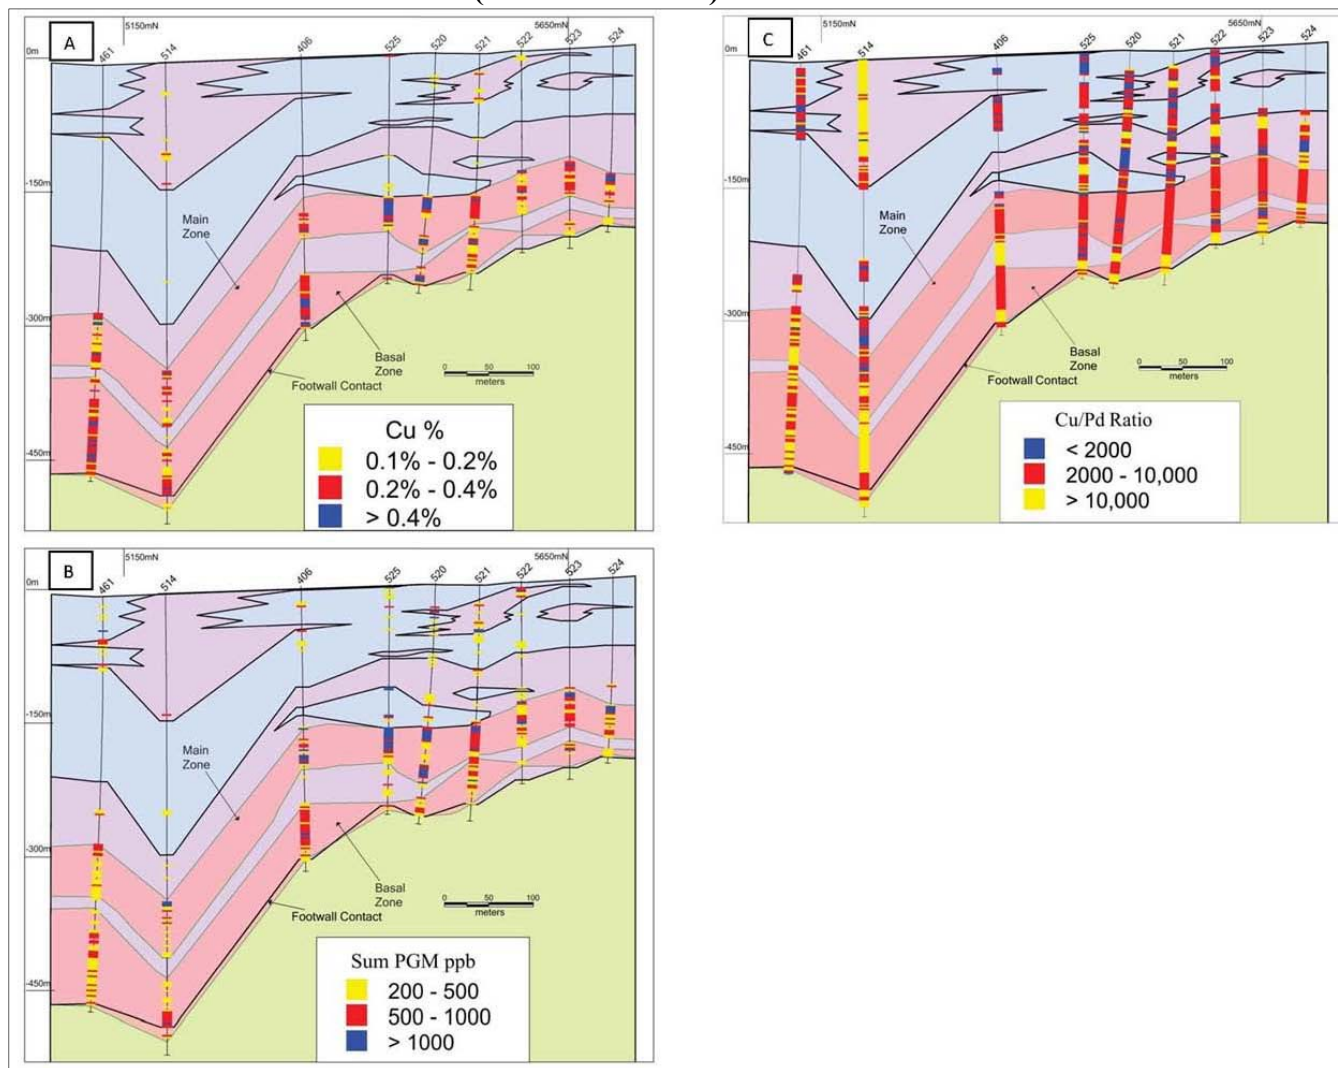 A
5150mN
5650mN
461
514
406
525
520
521
522
523
524
0m
-150m
-300m
-450m
Main
Zone
Basal
Zone
Footwall Contact
0 50 100
meters
Cu %
0.1% - 0.2%
0.2% - 0.4%
> 0.4%
C
5150mN
5650mN
461
514
406
525
520
521
522
523
524
0m
-150m
-300m
-450m
Main
Zone
Basal
Zone
Footwall Contact
0 50 100
meters
Cu/Pd Ratio
< 2000
2000 - 10,000
> 10,000
B
5150mN
5650mN
461
514
406
525
520
521
522
523
524
0m
-150m
-300m
-450m
Main
Zone
Basal
Zone
Footwall Contact
0 50 100
meters
Sum PGM ppb
200 - 500
500 - 1000
> 1000